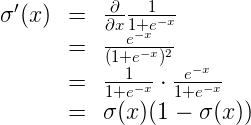 σ′(x) = ∂/∂x 1/(1+e^{-x})
= e^{-x}/(1+e^{-x})²
= 1/(1+e^{-x}) · e^{-x}/(1+e^{-x})
= σ(x)(1 − σ(x))